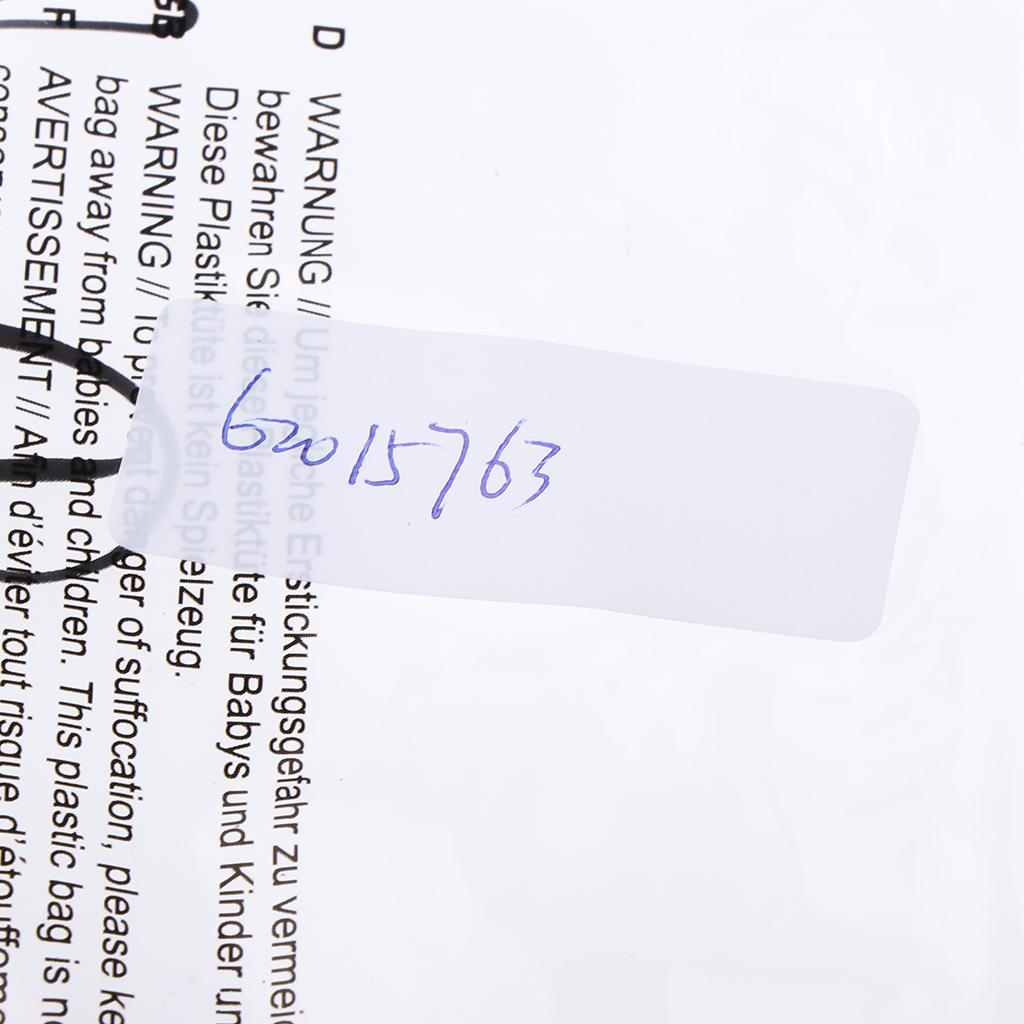 D WARNUNG // Um jegliche Erstickungsgefahr zu vermei
bewahren Sie diese Plastiktüte für Babys und Kinder un
Diese Plastiktüte ist kein Spielzeug.
GB WARNING // To prevent danger of suffocation, please ke
bag away from babies and children. This plastic bag is no
F AVERTISSEMENT // Afin d'éviter tout risque d'étouffeme
62015763